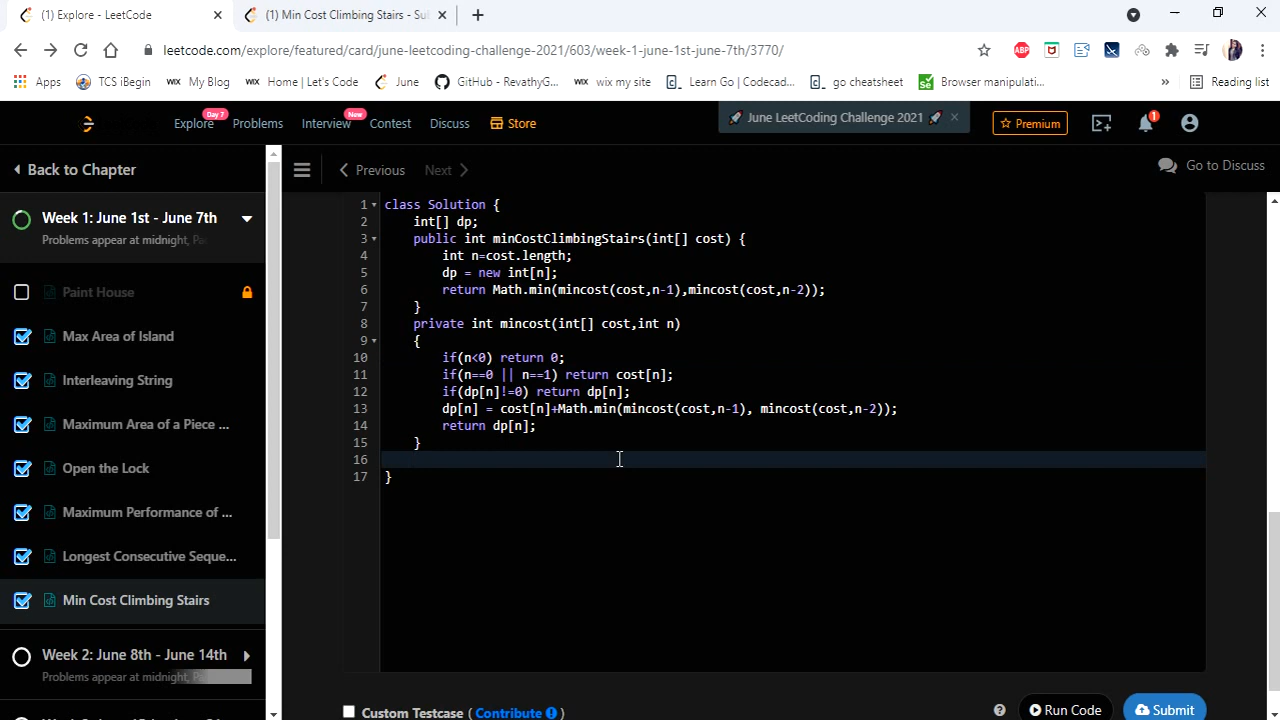 (1) Explore - LeetCode
(1) Min Cost Climbing Stairs - Su
leetcode.com/explore/featured/card/june-leetcoding-challenge-2021/603/week-1-june-1st-june-7th/3770/
ABP
Apps
TCS iBegin
WIX My Blog
WIX Home | Let's Code
June
GitHub - RevathyG...
WIX wix my site
Learn Go | Codecad...
go cheatsheet
Browser manipulati...
»
Reading list
Explore
Day 7
Problems
Interview
New
Contest
Discuss
Store
June LeetCoding Challenge 2021
Premium
1
Back to Chapter
Previous
Next
Go to Discuss
Week 1: June 1st - June 7th
Problems appear at midnight, Pa
Paint House
Max Area of Island
Interleaving String
Maximum Area of a Piece ...
Open the Lock
Maximum Performance of ...
Longest Consecutive Seque...
Min Cost Climbing Stairs
Week 2: June 8th - June 14th
Problems appear at midnight,
1 class Solution {
2 int[] dp;
3 public int minCostClimbingStairs(int[] cost) {
4 int n=cost.length;
5 dp = new int[n];
6 return Math.min(mincost(cost,n-1),mincost(cost,n-2));
7 }
8 private int mincost(int[] cost,int n)
9 {
10 if(n<0) return 0;
11 if(n==0 || n==1) return cost[n];
12 if(dp[n]!=0) return dp[n];
13 dp[n] = cost[n]+Math.min(mincost(cost,n-1), mincost(cost,n-2));
14 return dp[n];
15 }
16
17 }
Custom Testcase ( Contribute )
Run Code
Submit